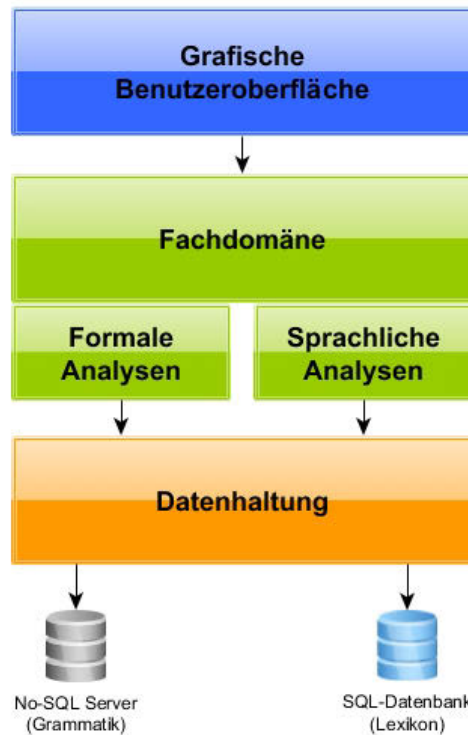 Grafische
Benutzeroberfläche
Fachdomäne
Formale
Analysen
Sprachliche
Analysen
Datenhaltung
No-SQL Server
(Grammatik)
SQL-Datenbank
(Lexikon)